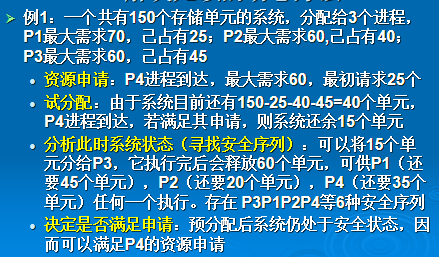 例1：一个共有150个存储单元的系统，分配给3个进程，
P1最大需求70，己占有25；P2最大需求60,己占有40；
P3最大需求60，己占有45
资源申请：P4进程到达，最大需求60，最初请求25个
试分配：由于系统目前还有150-25-40-45=40个单元，
P4进程到达，若满足其申请，则系统还余15个单元
分析此时系统状态（寻找安全序列）：可以将15个单
元分给P3，它执行完后会释放60个单元，可供P1（还
要45个单元），P2（还要20个单元），P4（还要35个
单元）任何一个执行。存在 P3P1P2P4等6种安全序列
决定是否满足申请：预分配后系统仍处于安全状态，因
而可以满足P4的资源申请